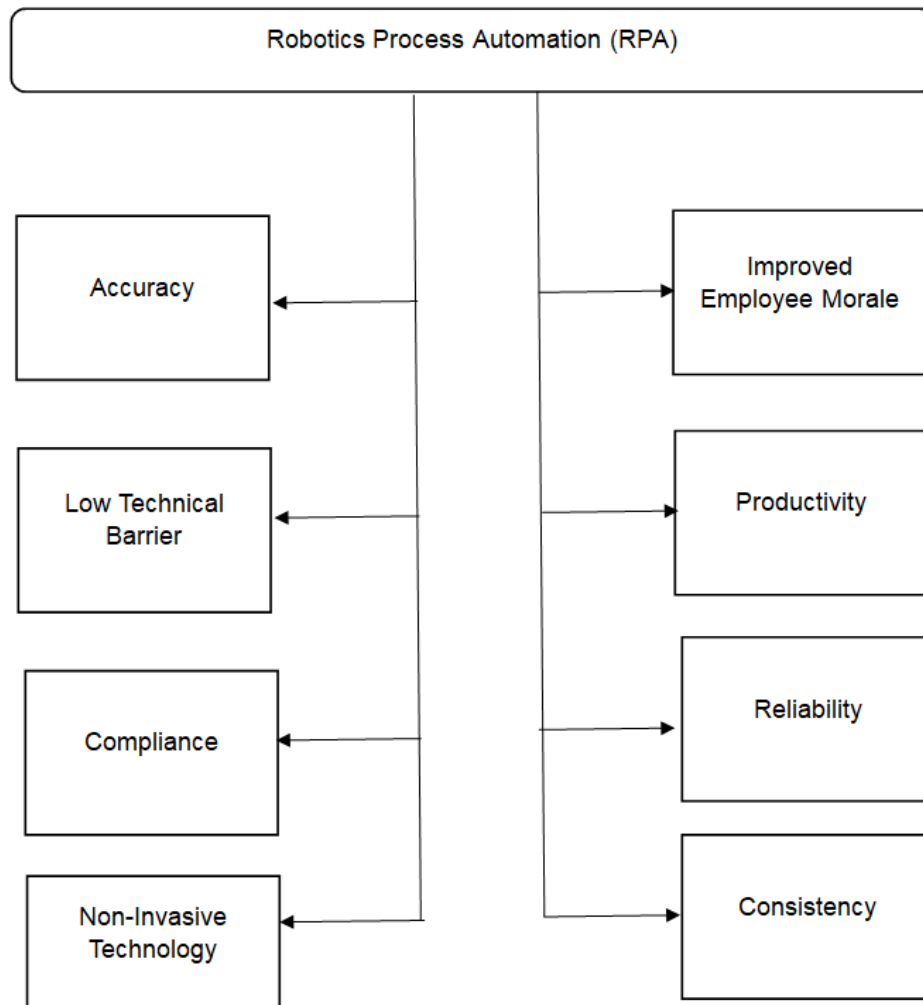 Robotics Process Automation (RPA)
Accuracy
Improved
Employee Morale
Low Technical
Barrier
Productivity
Compliance
Reliability
Non-Invasive
Technology
Consistency